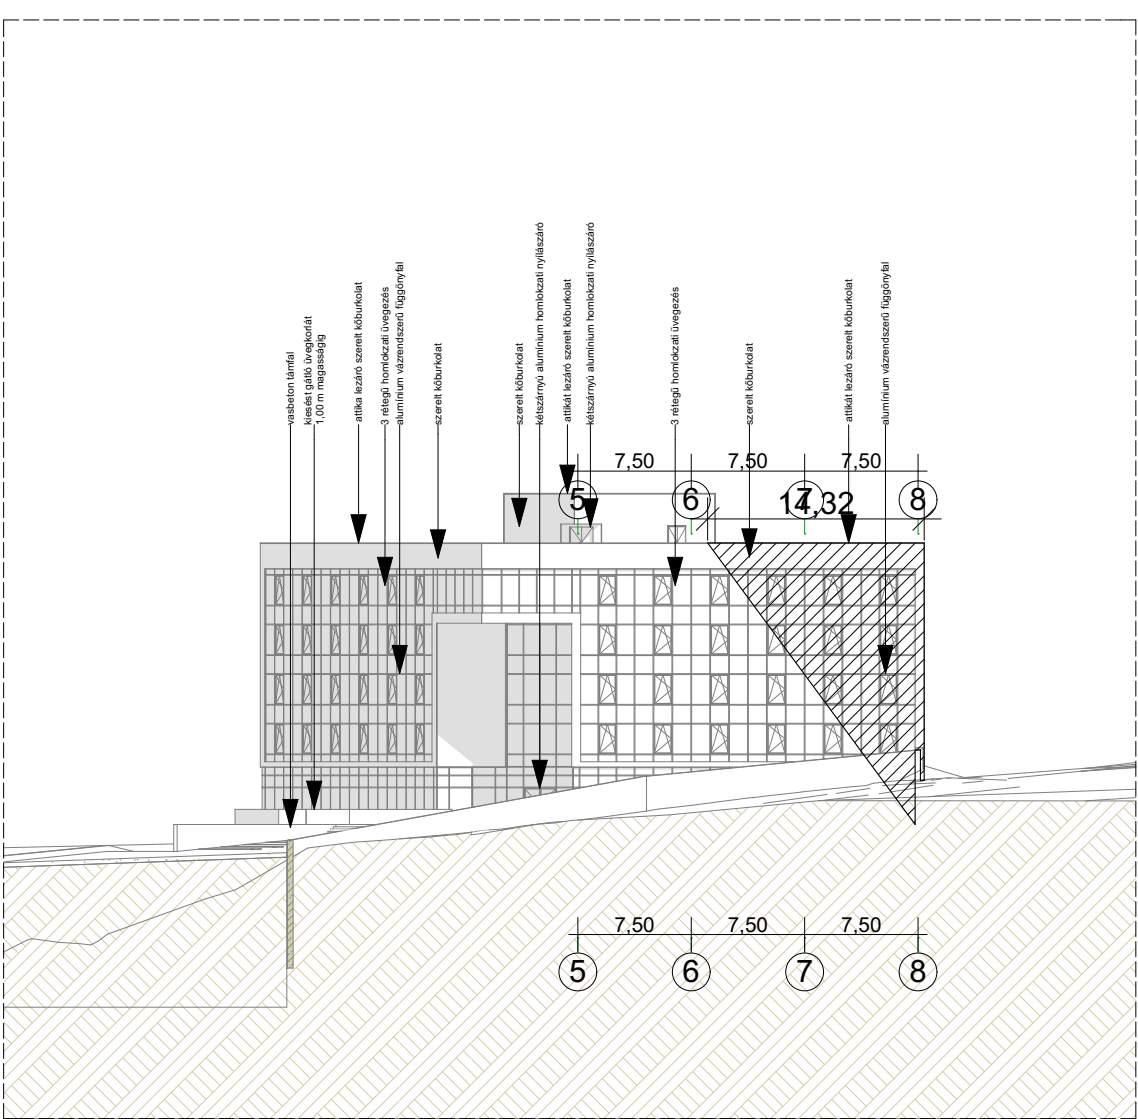 vasbeton támfal
kiesést gátló üvegkorlát
1,00 m magasságig
attika lezáró szerelt kőburkolat
3 rétegű homlokzati üvegezés
alumínium vázrendszerű függönyfal
szerelt kőburkolat
szerelt kőburkolat
kétszárnyú alumínium homlokzati nyílászáró
attikát lezáró szerelt kőburkolat
kétszárnyú alumínium homlokzati nyílászáró
3 rétegű homlokzati üvegezés
szerelt kőburkolat
attikát lezáró szerelt kőburkolat
alumínium vázrendszerű függönyfal
7,50 7,50 7,50
5 6 7 8
14,32
7,50 7,50 7,50
5 6 7 8